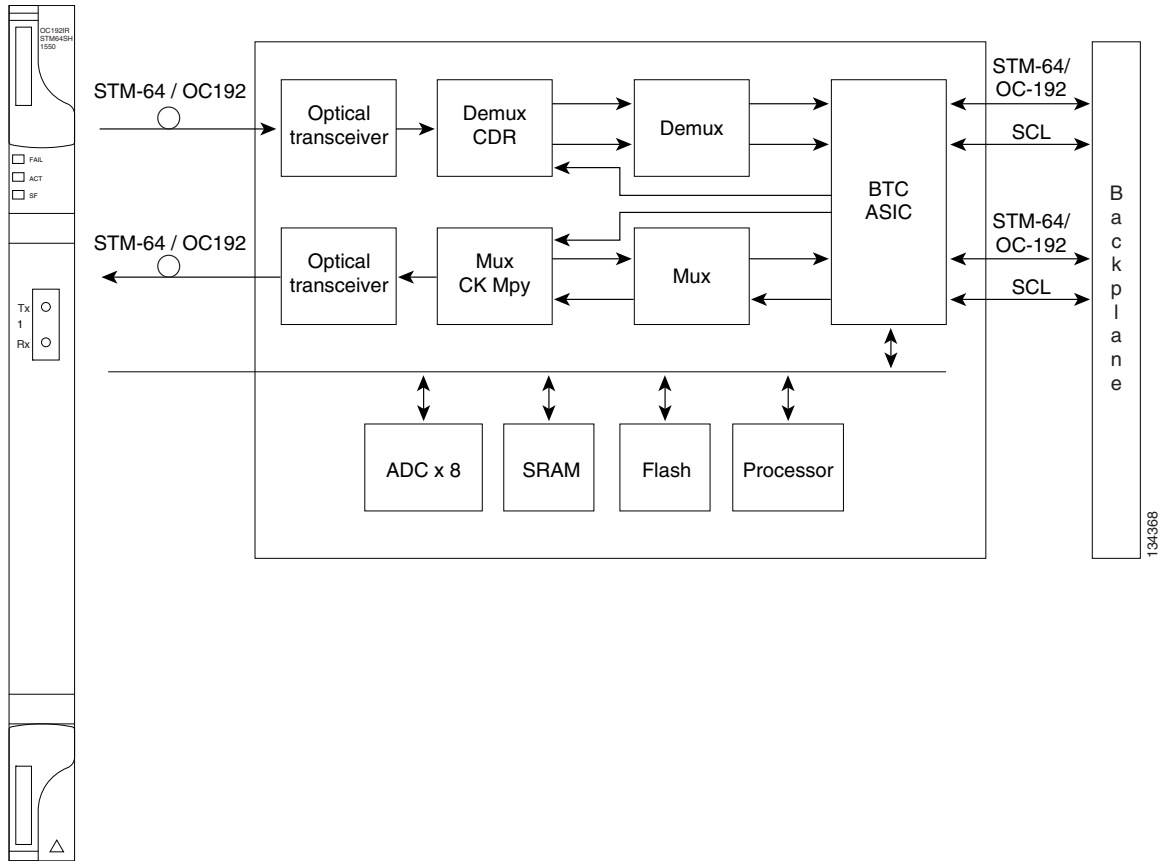 OC192IR
STM64SH
1550
FAIL
ACT
SF
Tx
1
Rx
STM-64 / OC192
Optical
transceiver
Demux
CDR
Demux
BTC
ASIC
STM-64/
OC-192
SCL
STM-64 / OC192
Optical
transceiver
Mux
CK Mpy
Mux
STM-64/
OC-192
SCL
Backplane
ADC x 8
SRAM
Flash
Processor
134368